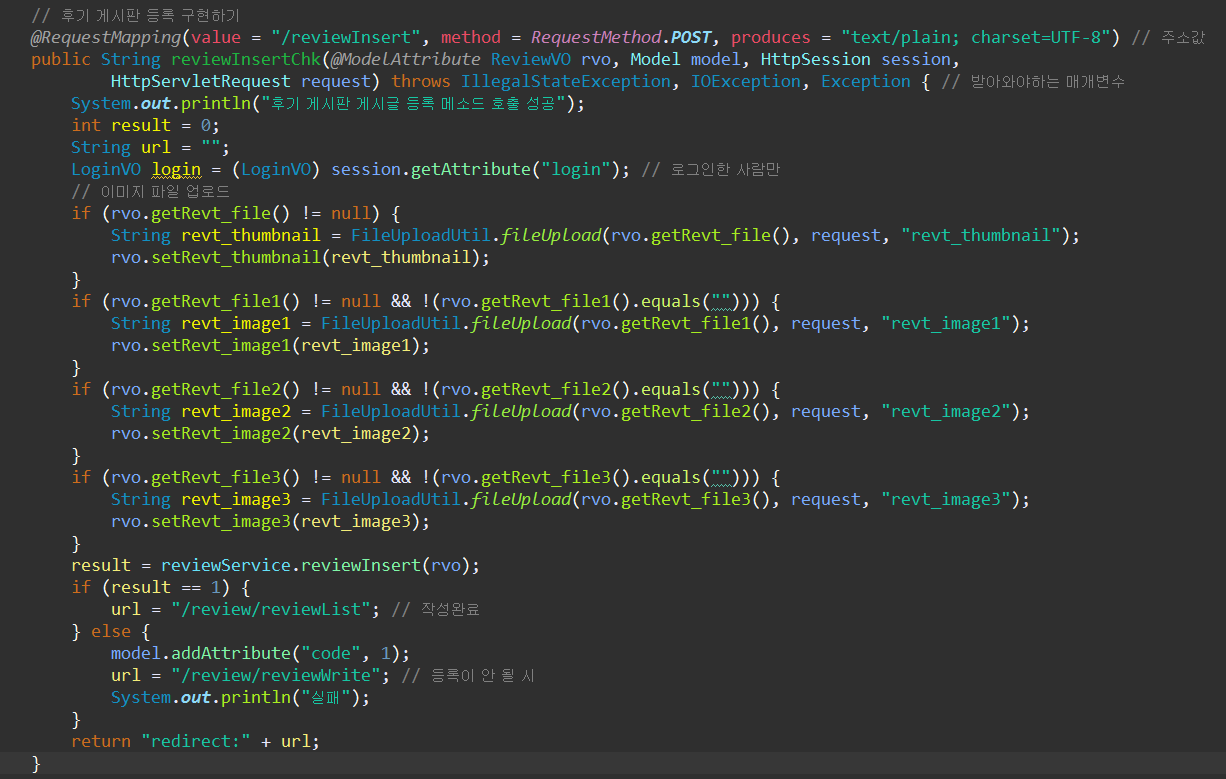 // 후기 게시판 등록 구현하기
@RequestMapping(value = "/reviewInsert", method = RequestMethod.POST, produces = "text/plain; charset=UTF-8") // 주소값
public String reviewInsertChk(@ModelAttribute ReviewVO rvo, Model model, HttpSession session,
HttpServletRequest request) throws IllegalStateException, IOException, Exception { // 받아와야하는 매개변수
System.out.println("후기 게시판 게시글 등록 메소드 호출 성공");
int result = 0;
String url = "";
LoginVO login = (LoginVO) session.getAttribute("login"); // 로그인한 사람만
// 이미지 파일 업로드
if (rvo.getRevt_file() != null) {
String revt_thumbnail = FileUploadUtil.fileUpload(rvo.getRevt_file(), request, "revt_thumbnail");
rvo.setRevt_thumbnail(revt_thumbnail);
}
if (rvo.getRevt_file1() != null && !(rvo.getRevt_file1().equals(""))) {
String revt_image1 = FileUploadUtil.fileUpload(rvo.getRevt_file1(), request, "revt_image1");
rvo.setRevt_image1(revt_image1);
}
if (rvo.getRevt_file2() != null && !(rvo.getRevt_file2().equals(""))) {
String revt_image2 = FileUploadUtil.fileUpload(rvo.getRevt_file2(), request, "revt_image2");
rvo.setRevt_image2(revt_image2);
}
if (rvo.getRevt_file3() != null && !(rvo.getRevt_file3().equals(""))) {
String revt_image3 = FileUploadUtil.fileUpload(rvo.getRevt_file3(), request, "revt_image3");
rvo.setRevt_image3(revt_image3);
}
result = reviewService.reviewInsert(rvo);
if (result == 1) {
url = "/review/reviewList"; // 작성완료
} else {
model.addAttribute("code", 1);
url = "/review/reviewWrite"; // 등록이 안 될 시
System.out.println("실패");
}
return "redirect:" + url;
}